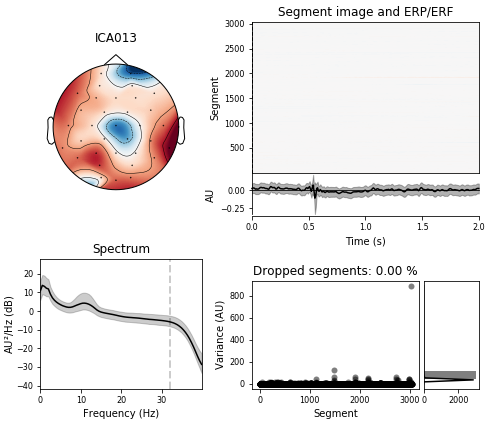 ICA013
Segment image and ERP/ERF
Segment
3000
2500
2000
1500
1000
500
AU
0.00
−0.25
0.0 0.5 1.0 1.5 2.0
Time (s)
Spectrum
AU²/Hz (dB)
20
10
0
−10
−20
−30
−40
0 10 20 30
Frequency (Hz)
Dropped segments: 0.00 %
Variance (AU)
800
600
400
200
0
0 1000 2000 3000
Segment
0 2000